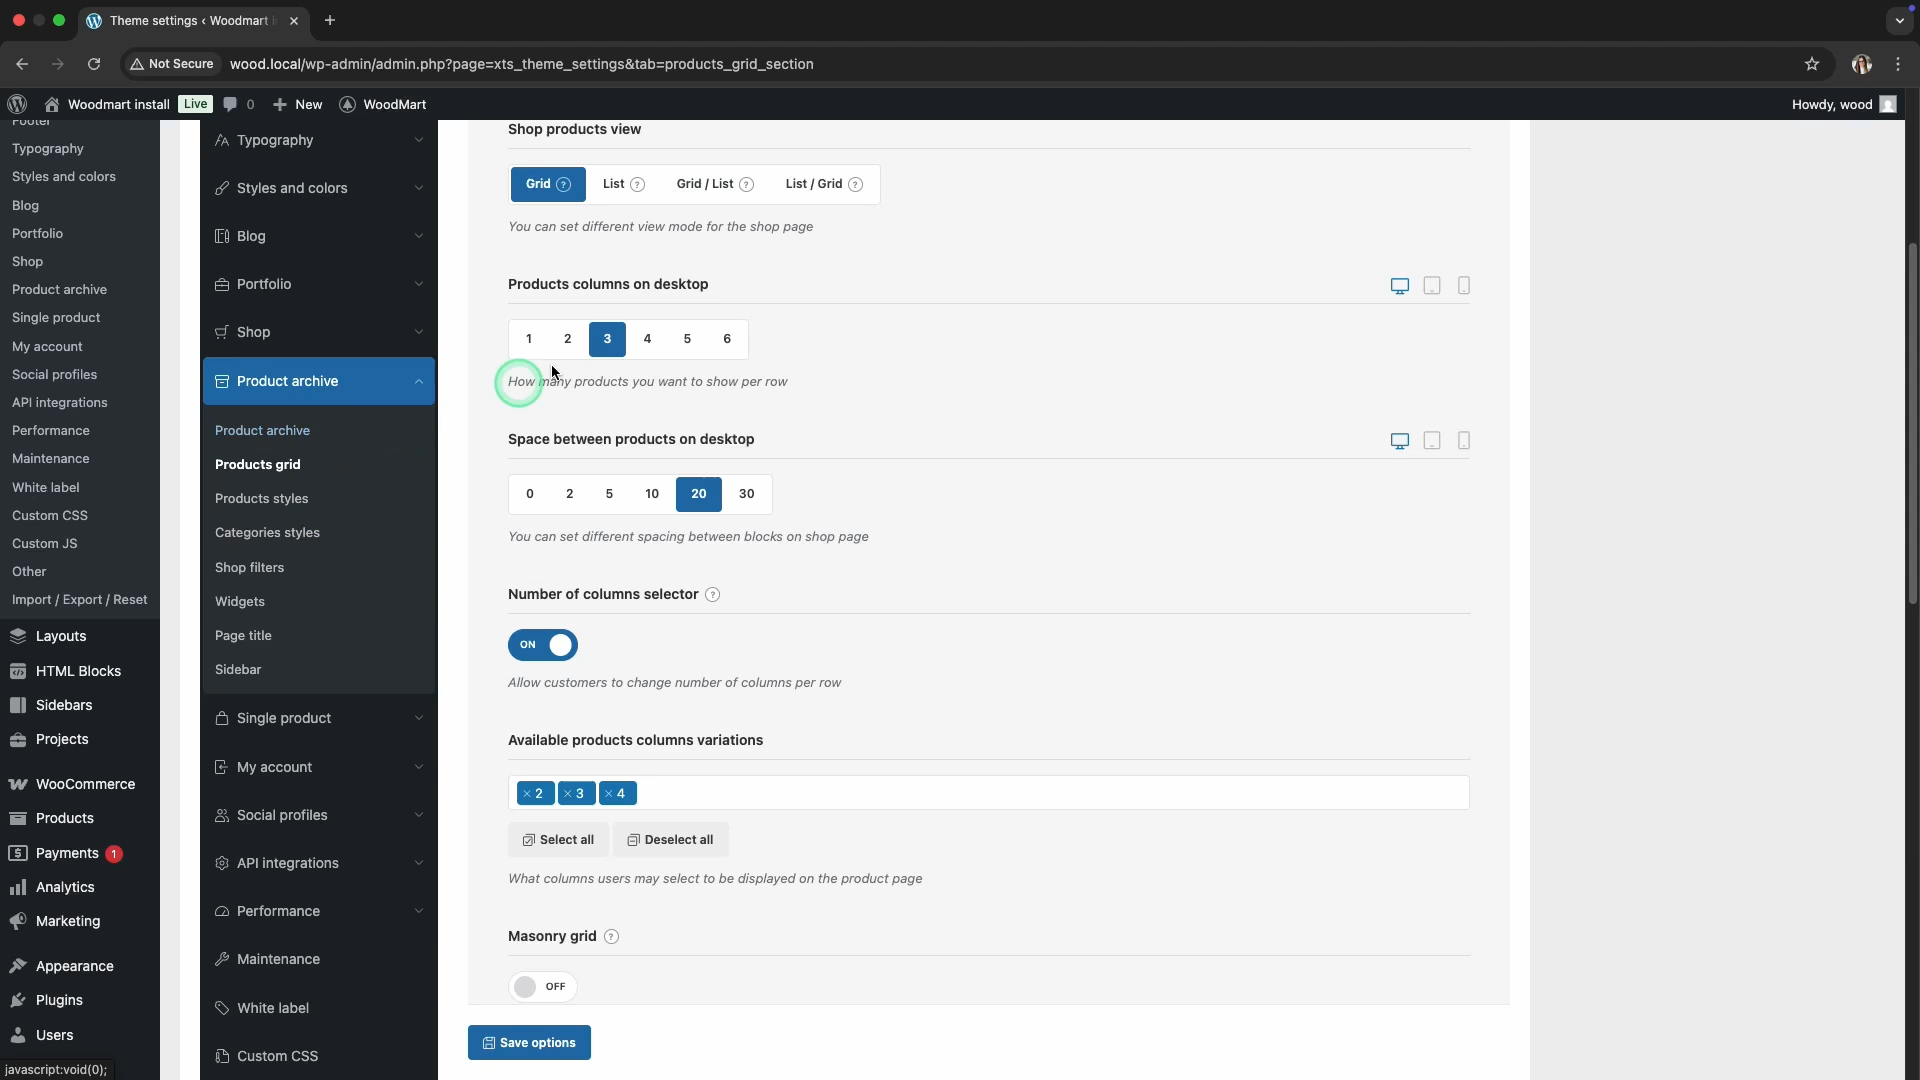 Theme settings ‹ Woodmart i
Not Secure
wood.local/wp-admin/admin.php?page=xts_theme_settings&tab=products_grid_section
Woodmart install Live 0 New WoodMart
Howdy, wood
Footer
Typography
Styles and colors
Blog
Portfolio
Shop
Product archive
Single product
My account
Social profiles
API integrations
Performance
Maintenance
White label
Custom CSS
Custom JS
Other
Import / Export / Reset
Layouts
HTML Blocks
Sidebars
Projects
WooCommerce
Products
Payments 1
Analytics
Marketing
Appearance
Plugins
Users
javascript:void(0);
Typography
Styles and colors
Blog
Portfolio
Shop
Product archive
Product archive
Products grid
Products styles
Categories styles
Shop filters
Widgets
Page title
Sidebar
Single product
My account
Social profiles
API integrations
Performance
Maintenance
White label
Custom CSS
Shop products view
Grid ? List ? Grid / List ? List / Grid ?
You can set different view mode for the shop page
Products columns on desktop
1 2 3 4 5 6
How many products you want to show per row
Space between products on desktop
0 2 5 10 20 30
You can set different spacing between blocks on shop page
Number of columns selector ?
ON
Allow customers to change number of columns per row
Available products columns variations
× 2 × 3 × 4
Select all Deselect all
What columns users may select to be displayed on the product page
Masonry grid ?
OFF
Save options